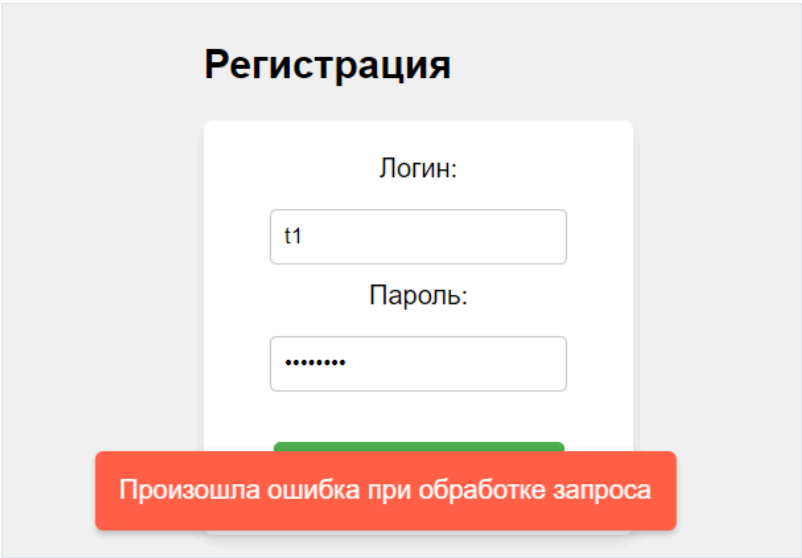 Регистрация
Логин:
t1
Пароль:
••••••••
Произошла ошибка при обработке запроса